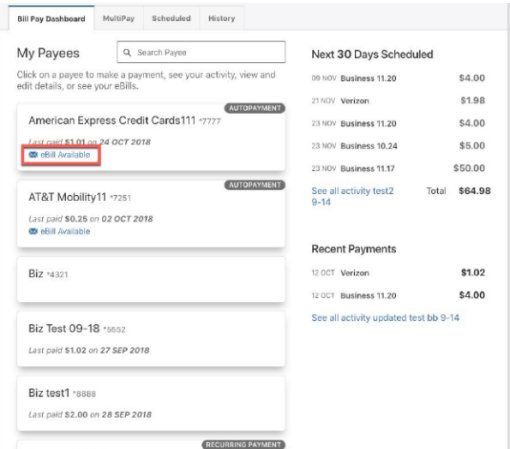 Bill Pay Dashboard
MultiPay
Scheduled
History
My Payees
Search Payee
Click on a payee to make a payment, see your activity, view and
edit details, or see your eBills.
AUTOPAYMENT
American Express Credit Cards111 *7777
Last paid $1.01 on 24 OCT 2018
eBill Available
AUTOPAYMENT
AT&T Mobility11 *7251
Last paid $0.25 on 02 OCT 2018
eBill Available
Biz *4321
Biz Test 09-18 *5552
Last paid $1.02 on 27 SEP 2018
Biz test1 *8888
Last paid $2.00 on 28 SEP 2018
RECURRING PAYMENT
Next 30 Days Scheduled
09 NOV Business 11.20 $4.00
21 NOV Verizon $1.98
23 NOV Business 11.20 $4.00
23 NOV Business 10.24 $5.00
23 NOV Business 11.17 $50.00
See all activity test2 Total $64.98
9-14
Recent Payments
12 OCT Verizon $1.02
12 OCT Business 11.20 $4.00
See all activity updated test bb 9-14